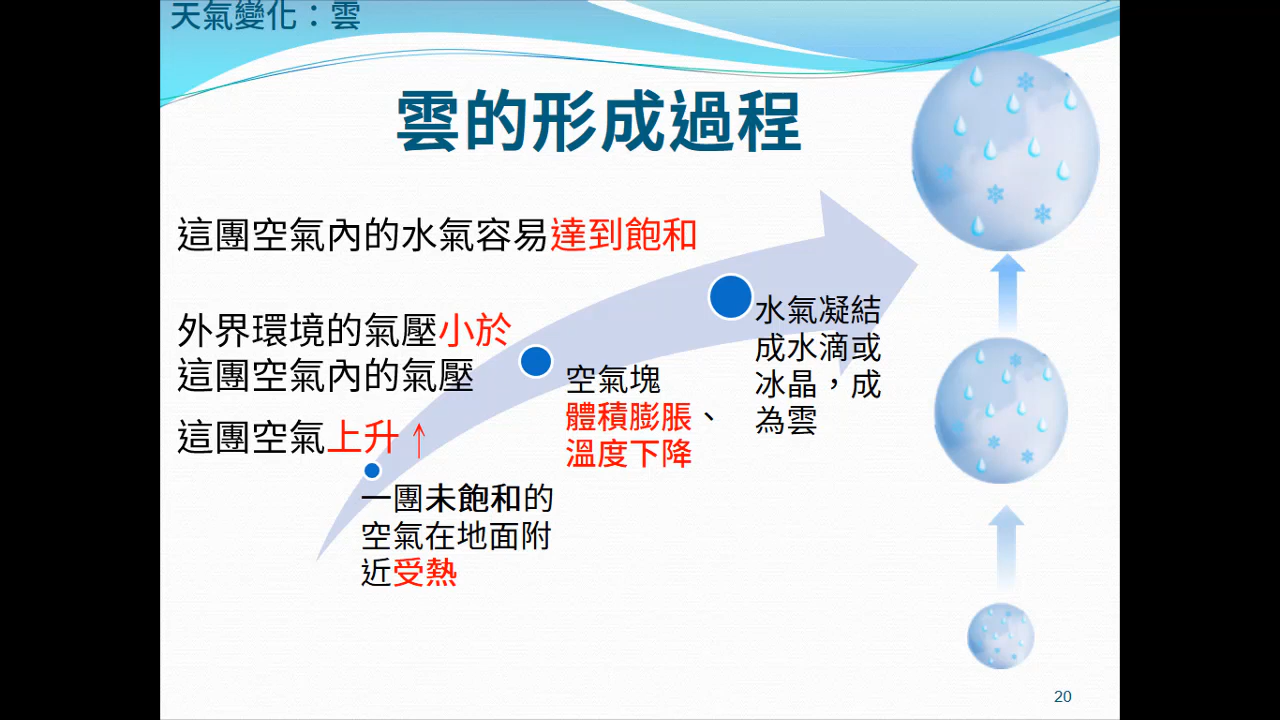 天氣變化：雲
雲的形成過程
這團空氣內的水氣容易達到飽和
外界環境的氣壓小於
這團空氣內的氣壓
這團空氣上升↑
水氣凝結
成水滴或
冰晶，成
為雲
空氣塊
體積膨脹、
溫度下降
一團未飽和的
空氣在地面附
近受熱
20